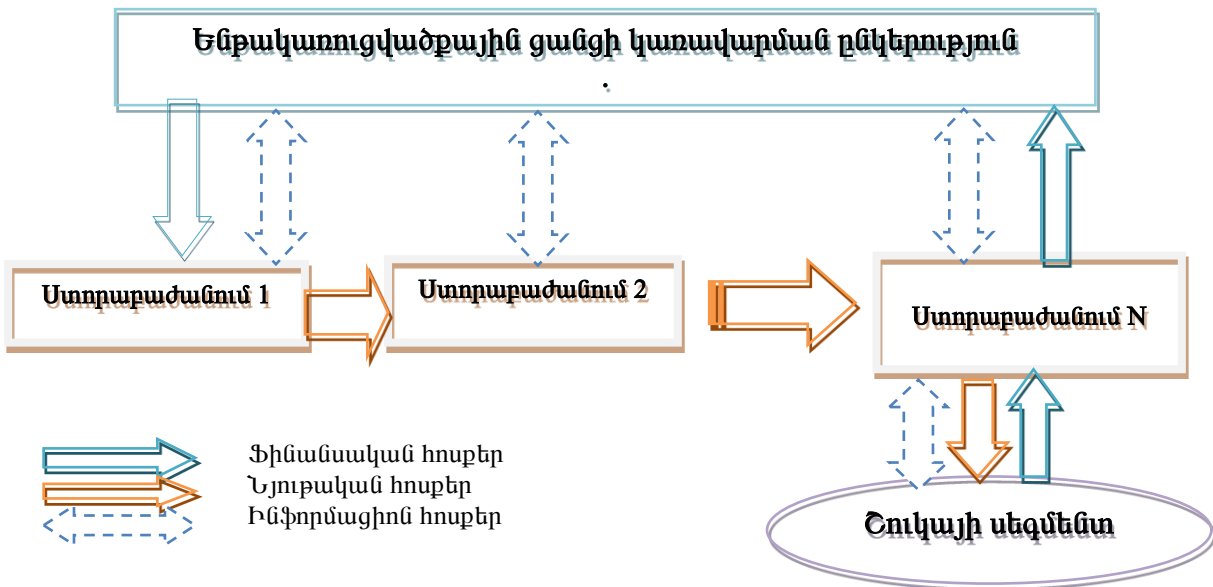 Ենթակառուցվածքային ցանցի կառավարման ընկերություն
.
Ստորաբաժանում 1
Ստորաբաժանում 2
Ստորաբաժանում N
Ֆինանսական հոսքեր
Նյութական հոսքեր
Ինֆորմացիոն հոսքեր
Շուկայի սեգմենտ